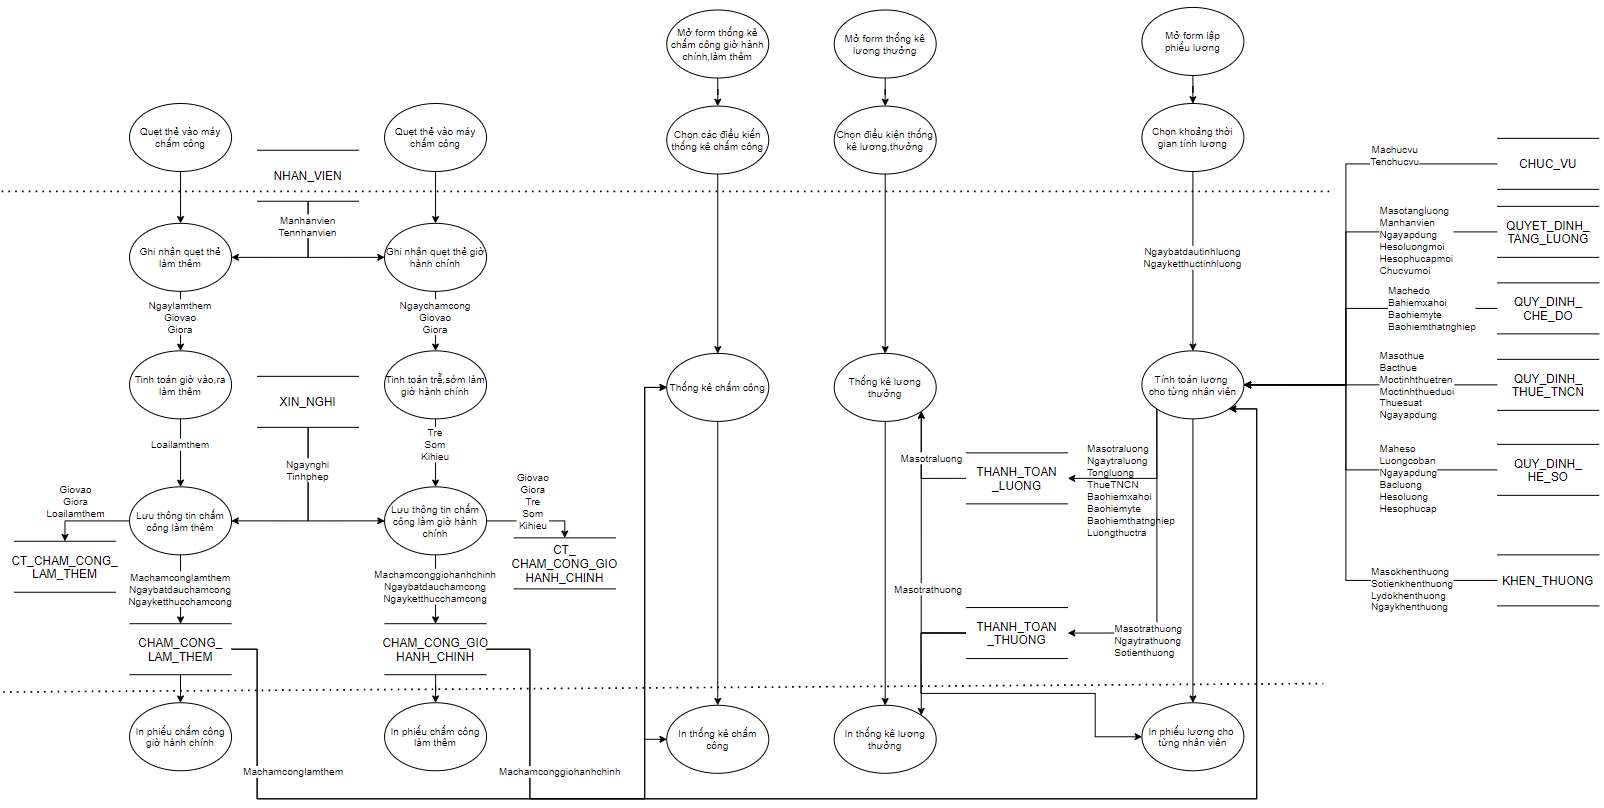 Mở form thống kê
chấm công giờ hành
chính,làm thêm
Mở form thống kê
lương thưởng
Mở form lập
phiếu lương
Quẹt thẻ vào máy
chấm công
Quẹt thẻ vào máy
chấm công
NHAN_VIEN
Chọn các điều kiến
thống kê chấm công
Chọn điều kiện thống
kê lương,thưởng
Chọn khoảng thời
gian tính lương
Machucvu
Tenchucvu
CHUC_VU
Manhanvien
Tennhanvien
Ghi nhận quẹt thẻ
làm thêm
Ghi nhận quẹt thẻ giờ
hành chính
Ngaybatdautinhluong
Ngayketthuctinhluong
Masotangluong
Manhanvien
Ngayapdung
Hesoluongmoi
Hesophucapmoi
Chucvumoi
QUYET_DINH_
TANG_LUONG
Ngaylamthem
Giovao
Giora
Ngaychamcong
Giovao
Giora
Machedo
Bahiemxahoi
Baohiemyte
Baohiemthatnghiep
QUY_DINH_
CHE_DO
Tinh toán giờ vào,ra
làm thêm
Tinh toán trễ,sớm làm
giờ hành chính
Thống kê chấm công
Thống kê lương
thưởng
Tính toán lương
cho từng nhân viên
Masothue
Bacthue
Moctinhthuetren
Moctinhthueduoi
Thuesuat
Ngayapdung
QUY_DINH_
THUE_TNCN
XIN_NGHI
Loailamthem
Tre
Som
Kihieu
Ngaynghi
Tinhphep
Masotraluong
THANH_TOAN
_LUONG
Masotraluong
Ngaytraluong
Tongluong
ThueTNCN
Baohiemxahoi
Baohiemyte
Baohiemthatnghiep
Luongthuctra
Maheso
Luongcoban
Ngayapdung
Bacluong
Hesoluong
Hesophucap
QUY_DINH_
HE_SO
Giovao
Giora
Loailamthem
Lưu thông tin chấm
công làm thêm
Lưu thông tin chấm
công làm giờ hành
chính
Giovao
Giora
Tre
Som
Kihieu
CT_CHAM_CONG_
LAM_THEM
CT_
CHAM_CONG_GIO
HANH_CHINH
Machamconglamthem
Ngaybatdauchamcong
Ngayketthucchamcong
Machamconggiohanhchinh
Ngaybatdauchamcong
Ngayketthucchamcong
Masotrathuong
Masokhenthuong
Sotienkhenthuong
Lydokhenthuong
Ngaykhenthuong
KHEN_THUONG
CHAM_CONG_
LAM_THEM
CHAM_CONG_GIO
HANH_CHINH
THANH_TOAN
_THUONG
Masotrathuong
Ngaytrathuong
Sotienthuong
In phiếu chấm công
giờ hành chính
In phiếu chấm công
làm thêm
In thống kê chấm
công
In thống kê lương
thưởng
In phiếu lương cho
từng nhân viên
Machamconglamthem
Machamconggiohanhchinh